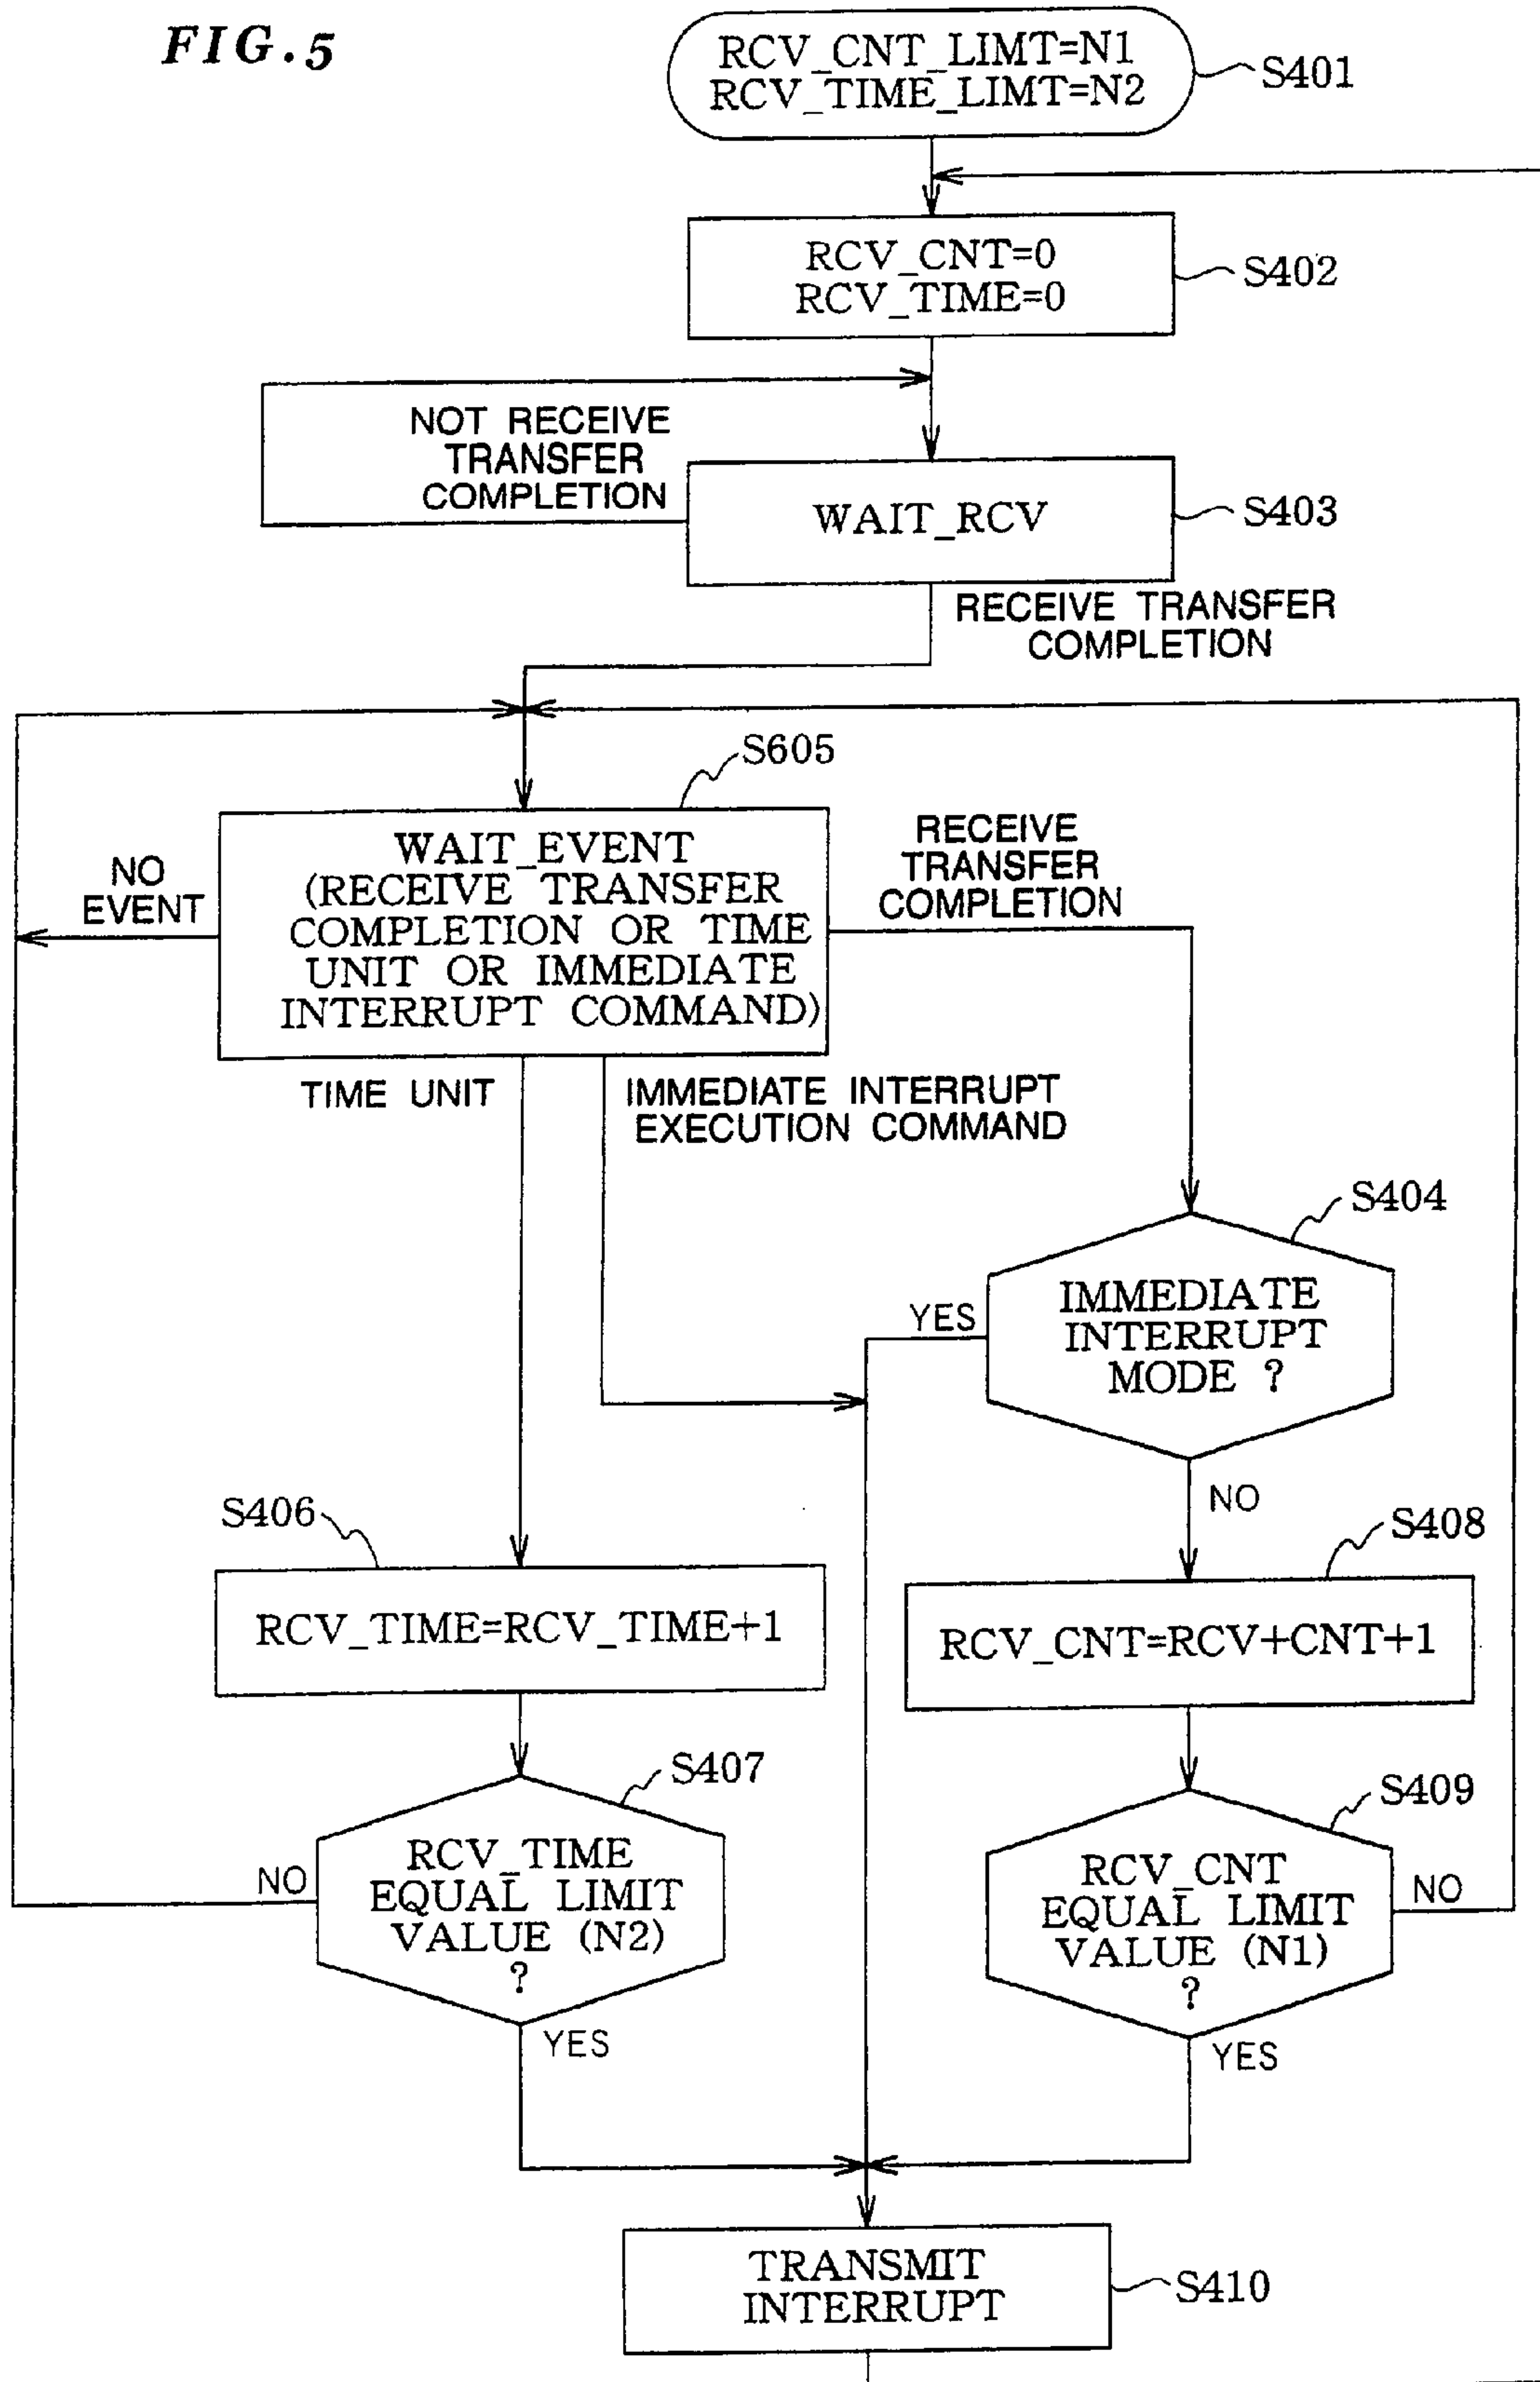 FIG.5
RCV_CNT_LIMT=N1
RCV_TIME_LIMT=N2
S401
RCV_CNT=0
RCV_TIME=0
S402
NOT RECEIVE
TRANSFER
COMPLETION
WAIT_RCV
S403
RECEIVE TRANSFER
COMPLETION
S605
WAIT_EVENT
(RECEIVE TRANSFER
COMPLETION OR TIME
UNIT OR IMMEDIATE
INTERRUPT COMMAND)
NO
EVENT
RECEIVE
TRANSFER
COMPLETION
TIME UNIT
IMMEDIATE INTERRUPT
EXECUTION COMMAND
S404
IMMEDIATE
INTERRUPT
MODE ?
YES
NO
S406
RCV_TIME=RCV_TIME+1
S408
RCV_CNT=RCV+CNT+1
S407
RCV_TIME
EQUAL LIMIT
VALUE (N2)
?
NO
YES
S409
RCV_CNT
EQUAL LIMIT
VALUE (N1)
?
NO
YES
TRANSMIT
INTERRUPT
S410